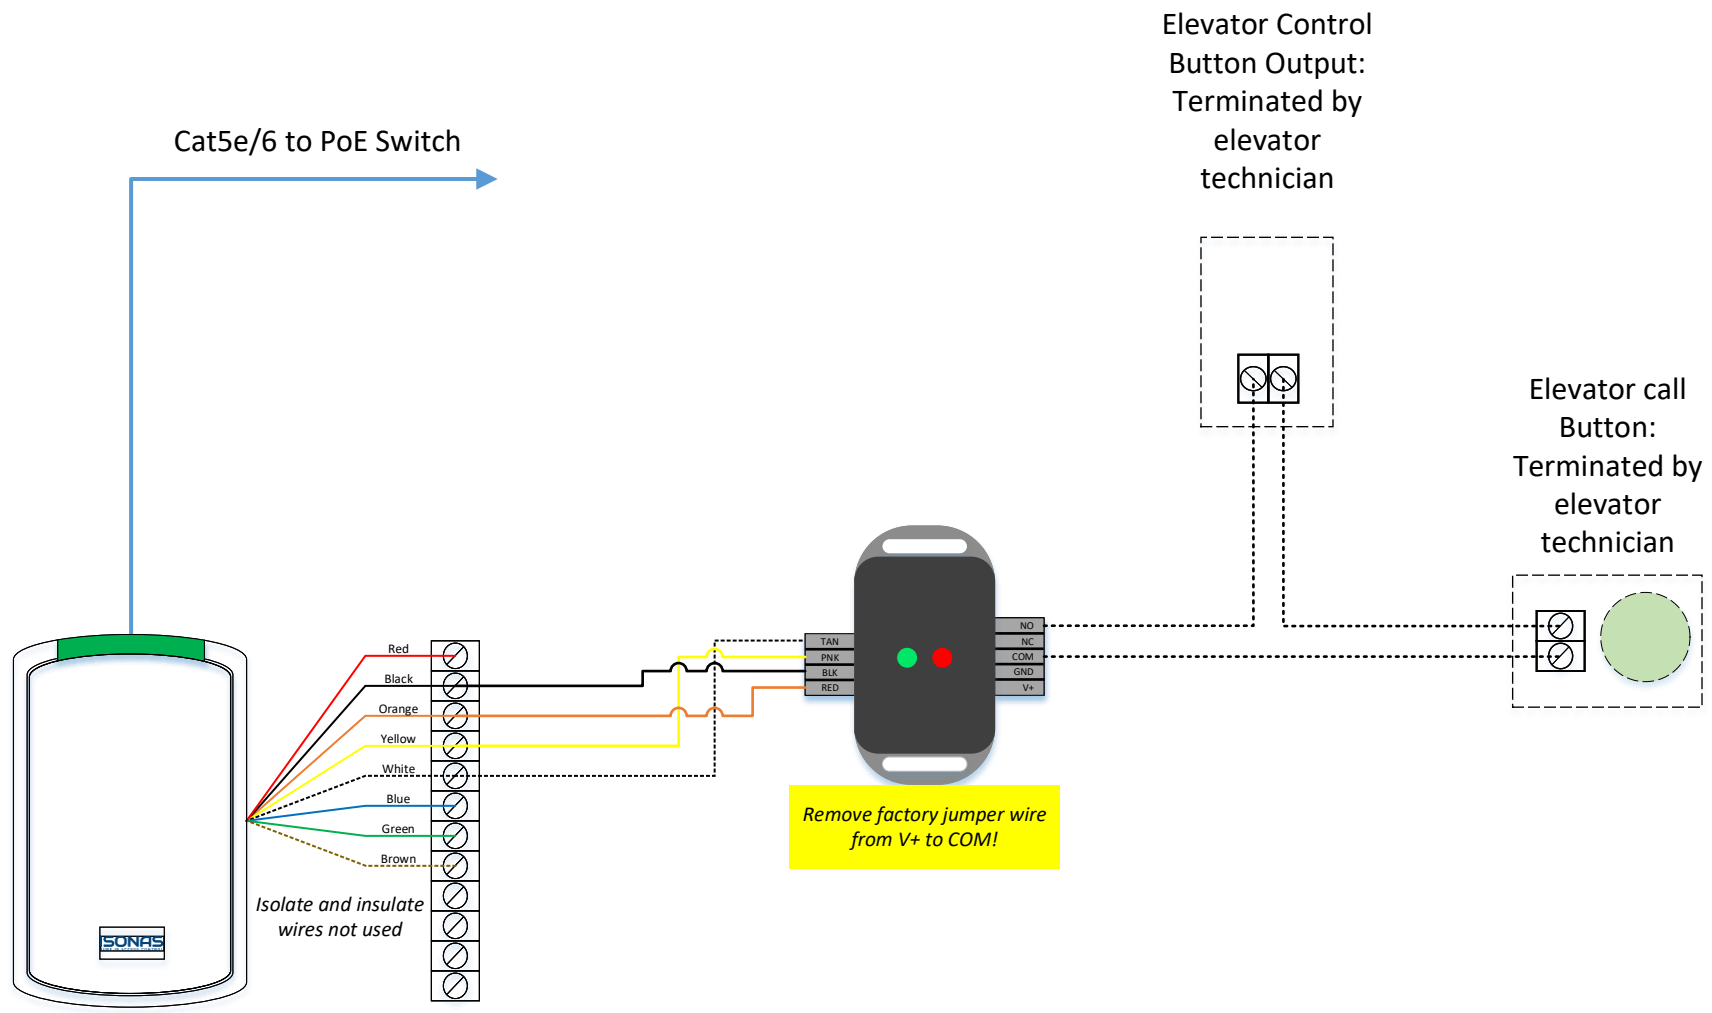 Elevator Control
Button Output:
Terminated by
elevator
technician
Cat5e/6 to PoE Switch
Elevator call
Button:
Terminated by
elevator
technician
Red
Black
Orange
Yellow
White
Blue
Green
Brown
Isolate and insulate
wires not used
TAN
PNK
BLK
RED
NO
NC
COM
GND
V+
Remove factory jumper wire
from V+ to COM!
ISONAS